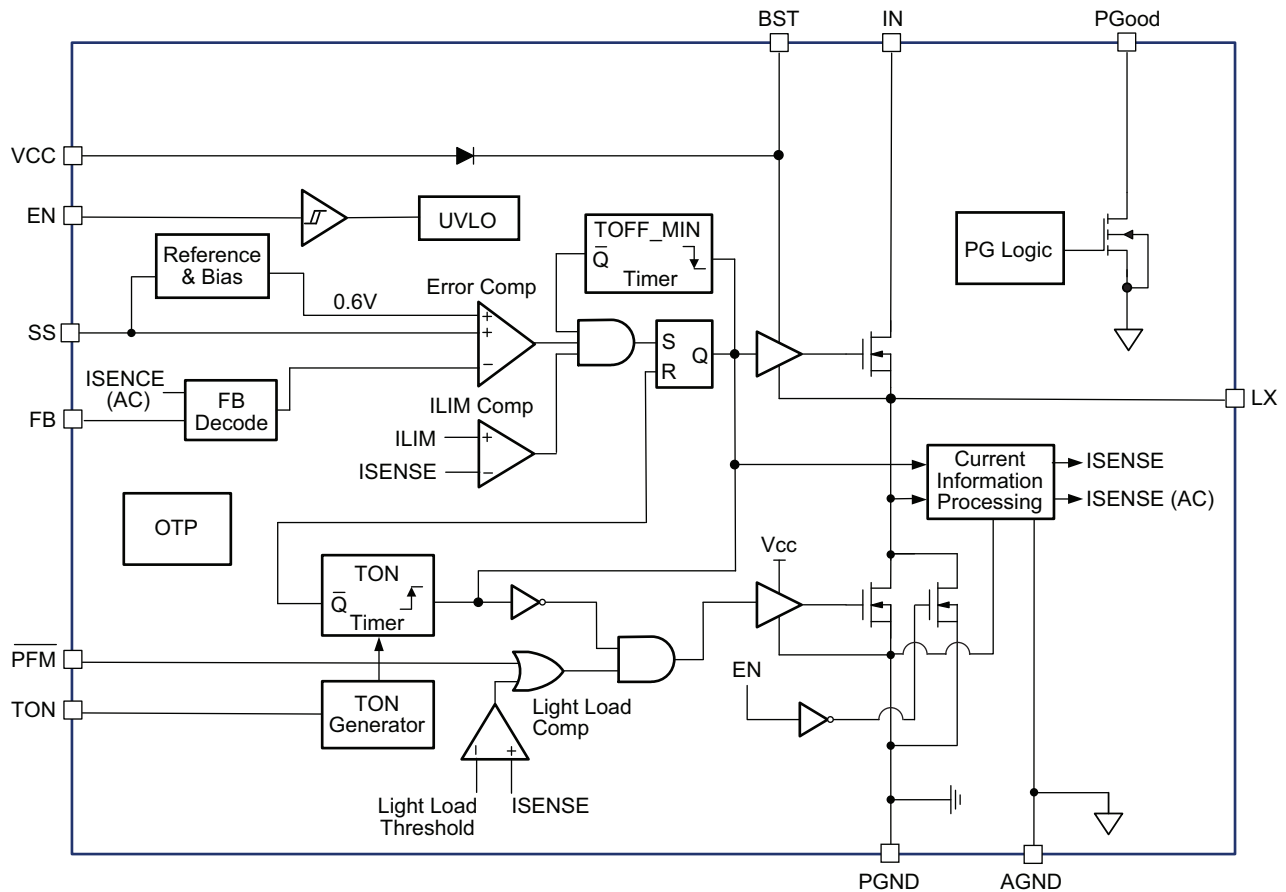 BST
IN
PGood
VCC
EN
UVLO
TOFF_MIN
Q̅
Timer
PG Logic
Reference
& Bias
0.6V
Error Comp
+
+
−
SS
S
R
Q
ISENCE
(AC)
FB
Decode
FB
ILIM Comp
ILIM
+
ISENSE
−
LX
Current
Information
Processing
ISENSE
ISENSE (AC)
OTP
Vcc
TON
Q̅
Timer
P̅F̅M̅
TON
TON
Generator
Light Load
Comp
EN
−
+
Light Load
Threshold
ISENSE
PGND
AGND